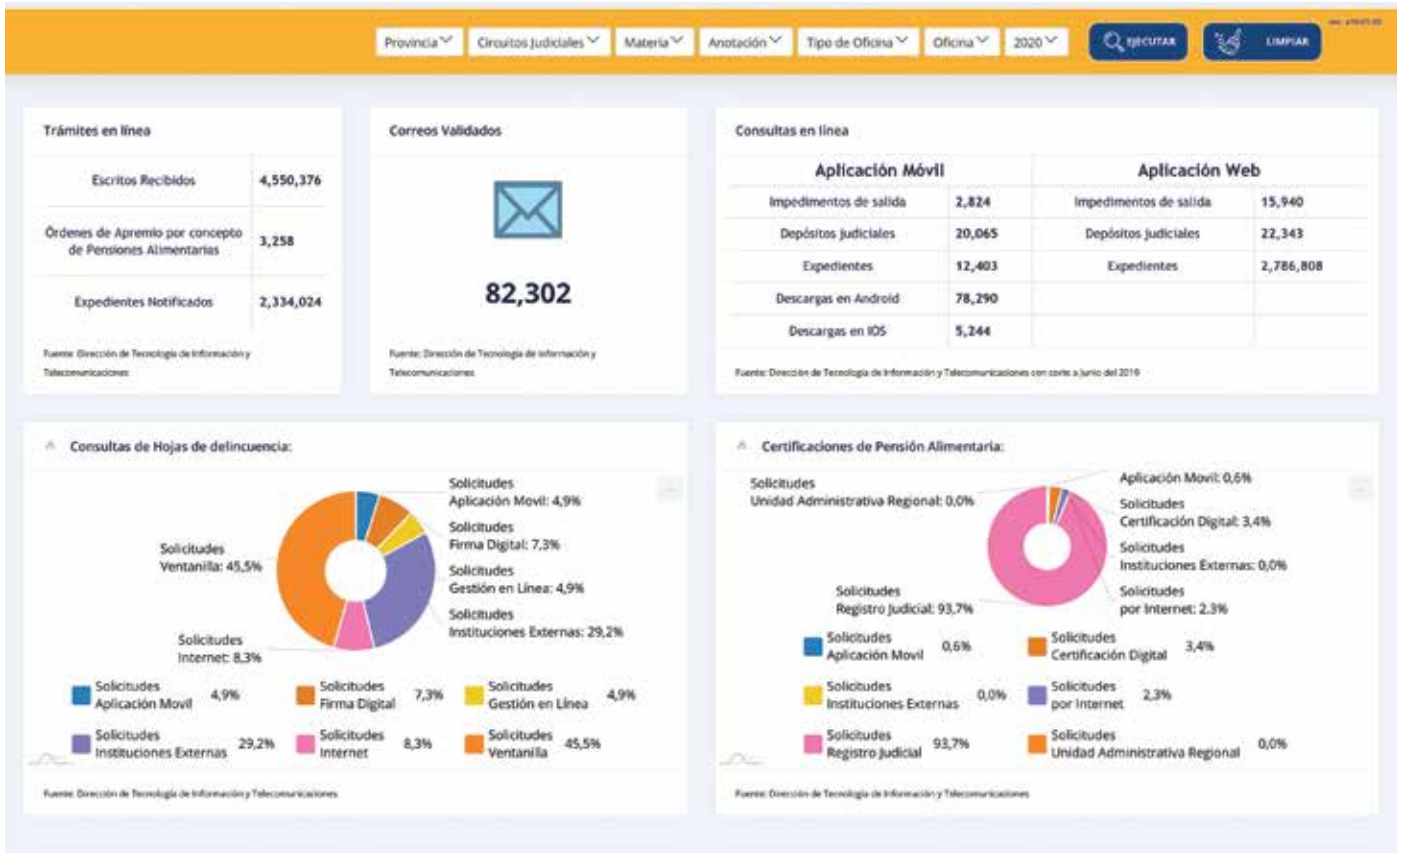 Provincia
Circuitos Judiciales
Materia
Anotación
Tipo de Oficina
Oficina
2020
EJECUTAR
LIMPIAR
Trámites en línea
Escritos Recibidos 4,550,376
Órdenes de Apremio por concepto
de Pensiones Alimentarias 3,258
Expedientes Notificados 2,334,024
Fuente: Dirección de Tecnología de Información y
Telecomunicaciones
Correos Validados
82,302
Fuente: Dirección de Tecnología de Información y
Telecomunicaciones
Consultas en línea
Aplicación Móvil Aplicación Web
Impedimentos de salida 2,824 Impedimentos de salida 15,940
Depósitos judiciales 20,065 Depósitos judiciales 22,343
Expedientes 12,403 Expedientes 2,786,808
Descargas en Android 78,290
Descargas en IOS 5,244
Fuente: Dirección de Tecnología de Información y Telecomunicaciones con corte a junio del 2019
Consultas de Hojas de delincuencia:
Solicitudes
Aplicación Movil: 4,9%
Solicitudes
Firma Digital: 7,3%
Solicitudes
Gestión en Línea: 4,9%
Solicitudes
Instituciones Externas: 29,2%
Solicitudes
Ventanilla: 45,5%
Solicitudes
Internet: 8,3%
Solicitudes
Aplicación Movil 4,9%
Solicitudes
Firma Digital 7,3%
Solicitudes
Gestión en Línea 4,9%
Solicitudes
Instituciones Externas 29,2%
Solicitudes
Internet 8,3%
Solicitudes
Ventanilla 45,5%
Fuente: Dirección de Tecnología de Información y Telecomunicaciones
Certificaciones de Pensión Alimentaria:
Solicitudes
Unidad Administrativa Regional: 0,0%
Aplicación Movil: 0,6%
Solicitudes
Certificación Digital: 3,4%
Solicitudes
Instituciones Externas: 0,0%
Solicitudes
por Internet: 2.3%
Solicitudes
Registro Judicial: 93,7%
Solicitudes
Aplicación Movil 0,6%
Solicitudes
Certificación Digital 3,4%
Solicitudes
Instituciones Externas 0,0%
Solicitudes
por Internet 2,3%
Solicitudes
Registro Judicial 93,7%
Solicitudes
Unidad Administrativa Regional 0,0%
Fuente: Dirección de Tecnología de Información y Telecomunicaciones